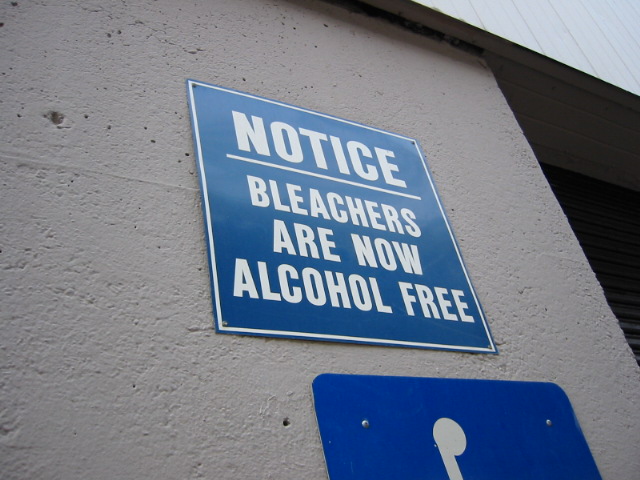 NOTICE
BLEACHERS
ARE NOW
ALCOHOL FREE